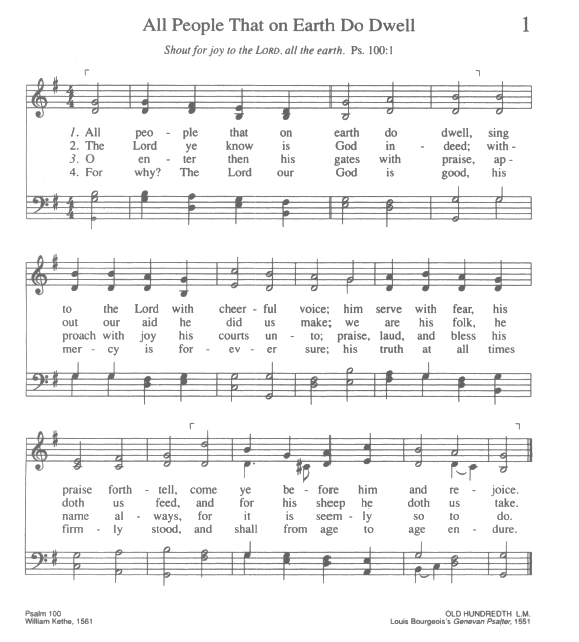 All People That on Earth Do Dwell 1
Shout for joy to the LORD, all the earth. Ps. 100:1
1. All peo - ple that on earth do dwell, sing
2. The Lord ye know is God in - deed; with -
3. O en - ter then his gates with praise, ap -
4. For why? The Lord our God is good, his
to the Lord with cheer - ful voice; him serve with fear, his
out our aid he did us make; we are his folk, he
proach with joy his courts un - to; praise, laud, and bless his
mer - cy is for - ev - er sure; his truth at all times
praise forth - tell, come ye be - fore him and re - joice.
doth us feed, and for his sheep he doth us take.
name al - ways, for it is seem - ly so to do.
firm - ly stood, and shall from age to age en - dure.
Psalm 100
William Kethe, 1561
OLD HUNDREDTH L.M.
Louis Bourgeois's Genevan Psalter, 1551